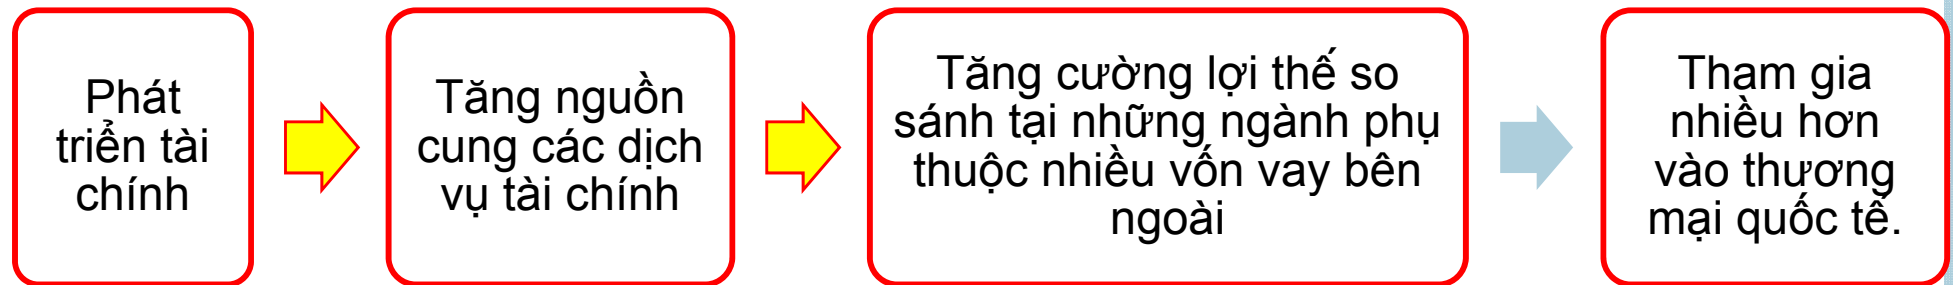 Phát
triển tài
chính
Tăng nguồn
cung các dịch
vụ tài chính
Tăng cường lợi thế so
sánh tại những ngành phụ
thuộc nhiều vốn vay bên
ngoài
Tham gia
nhiều hơn
vào thương
mại quốc tế.